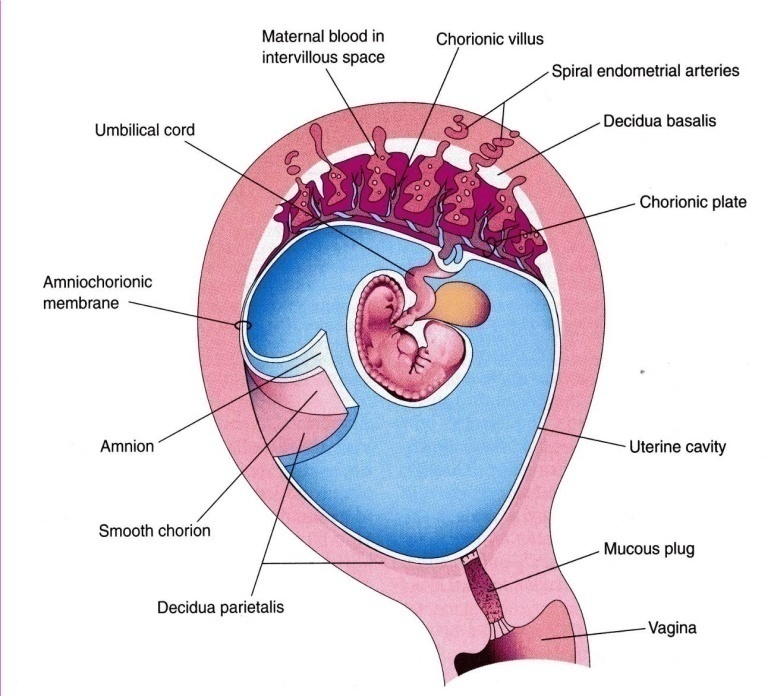 Maternal blood in
intervillous space
Chorionic villus
Spiral endometrial arteries
Umbilical cord
Decidua basalis
Chorionic plate
Amniochorionic
membrane
Amnion
Uterine cavity
Smooth chorion
Mucous plug
Decidua parietalis
Vagina